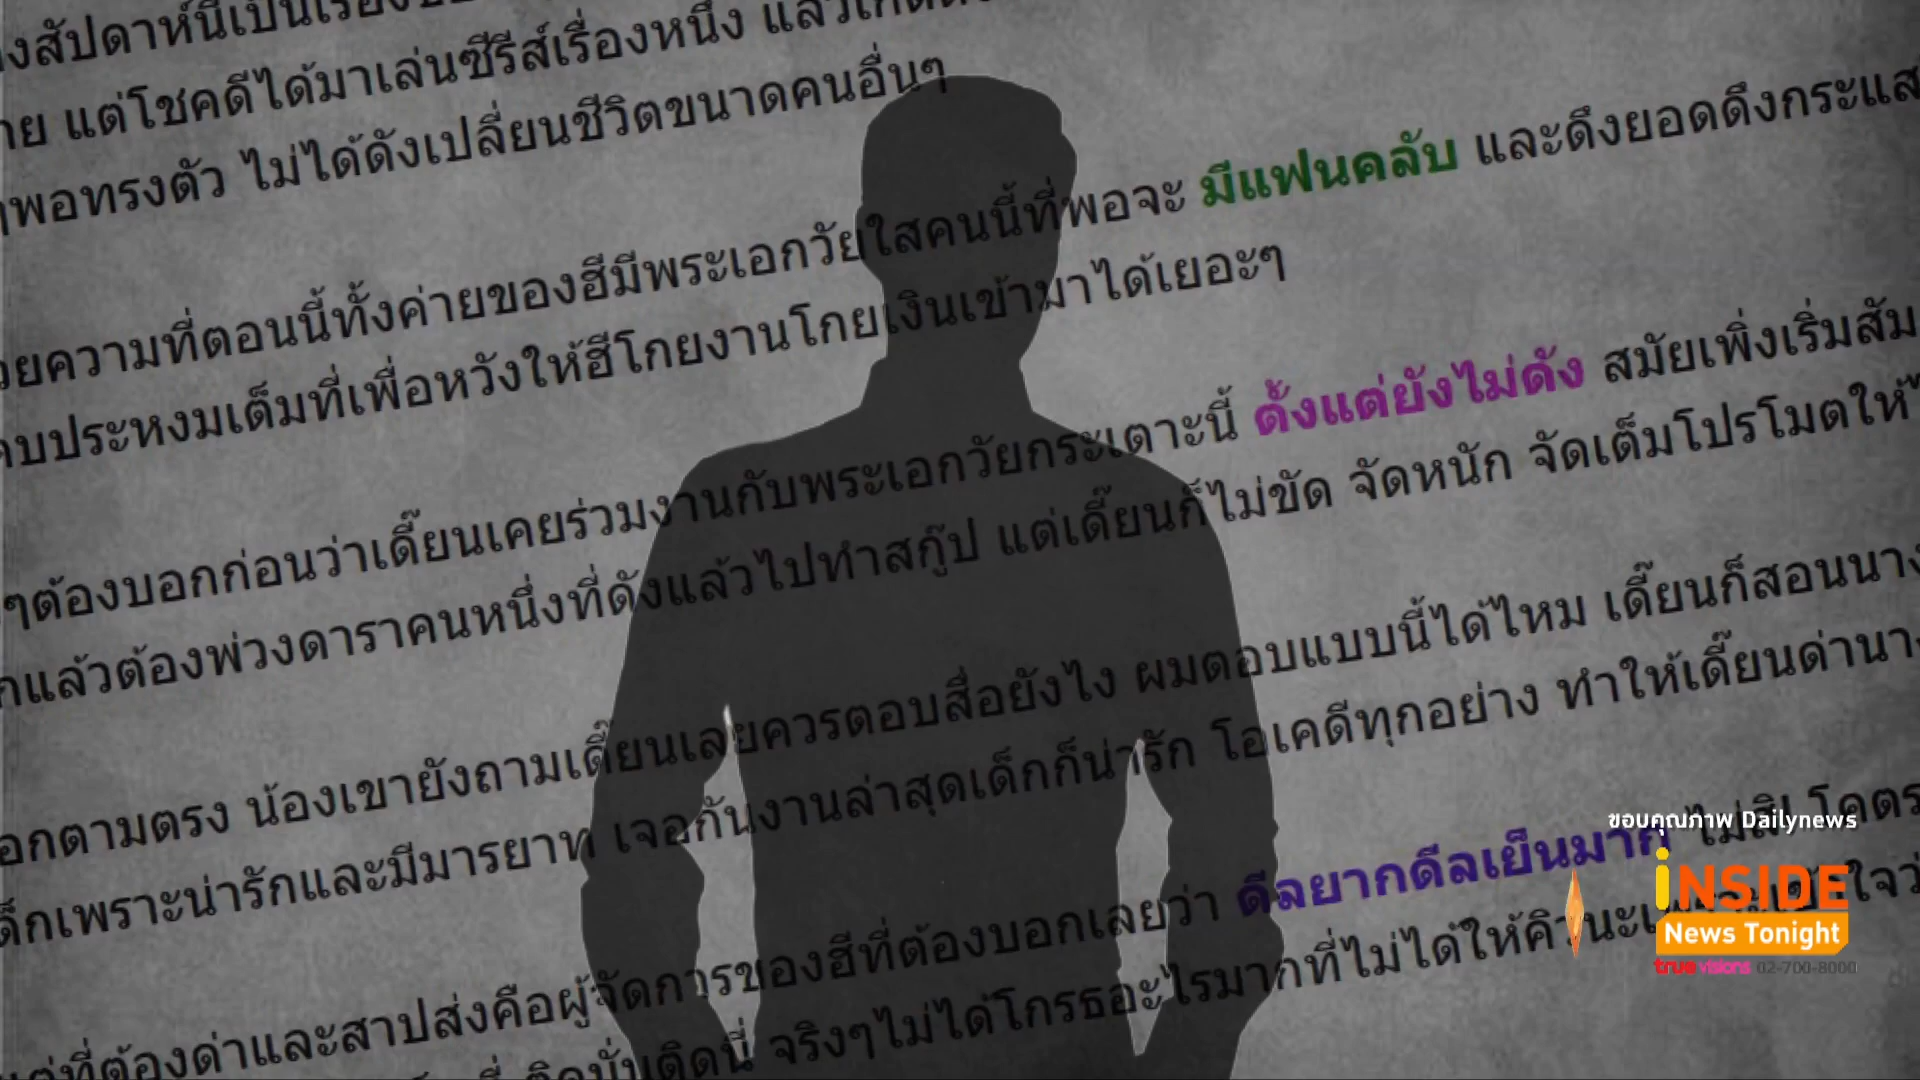 งสัปดาห์นี้เป็นเรื่อง
าย แต่โชคดีได้มาเล่นซีรีส์เรื่องหนึ่ง
พอทรงตัว ไม่ได้ดังเปลี่ยนชีวิตขนาดคนอื่นๆ
วยความที่ตอนนี้ทั้งค่ายของฮีมีพระเอกวัยใสคนนี้ที่พอจะ มีแฟนคลับ และดึงยอดดึงกระแส
คบประหงมเต็มที่เพื่อหวังให้ฮีโกยงานโกยเงินเข้ามาได้เยอะๆ
ๆต้องบอกก่อนว่าเดี๊ยนเคยร่วมงานกับพระเอกวัยกระเตาะนี้ ตั้งแต่ยังไม่ดัง สมัยเพิ่งเริ่มสัม
กแล้วต้องพ่วงดาราคนหนึ่งที่ดังแล้วไปทำสกู๊ป แต่เดี๊ยนก็ไม่ขัด จัดหนัก จัดเต็มโปรโมตให้
อกตามตรง น้องเขายังถามเดี๊ยนเลยควรตอบสื่อยังไง ผมตอบแบบนี้ได้ไหม เดี๊ยนก็สอนนาง
ด็กเพราะน่ารักและมีมารยาท เจอกันงานล่าสุดเด็กก็น่ารัก โอเคดีทุกอย่าง ทำให้เดี๊ยนด่านาง
แต่ที่ต้องด่าและสาปส่งคือผู้จัดการของฮีที่ต้องบอกเลยว่า ดีลยากดีลเย็นมาก ไม่สิ โคตร
ติดนี้ จริงๆไม่ได้โกรธอะไรมากที่ไม่ได้ให้คิวนะ
ขอบคุณภาพ Dailynews
iNSIDE
News Tonight
truevisions 02-700-8000